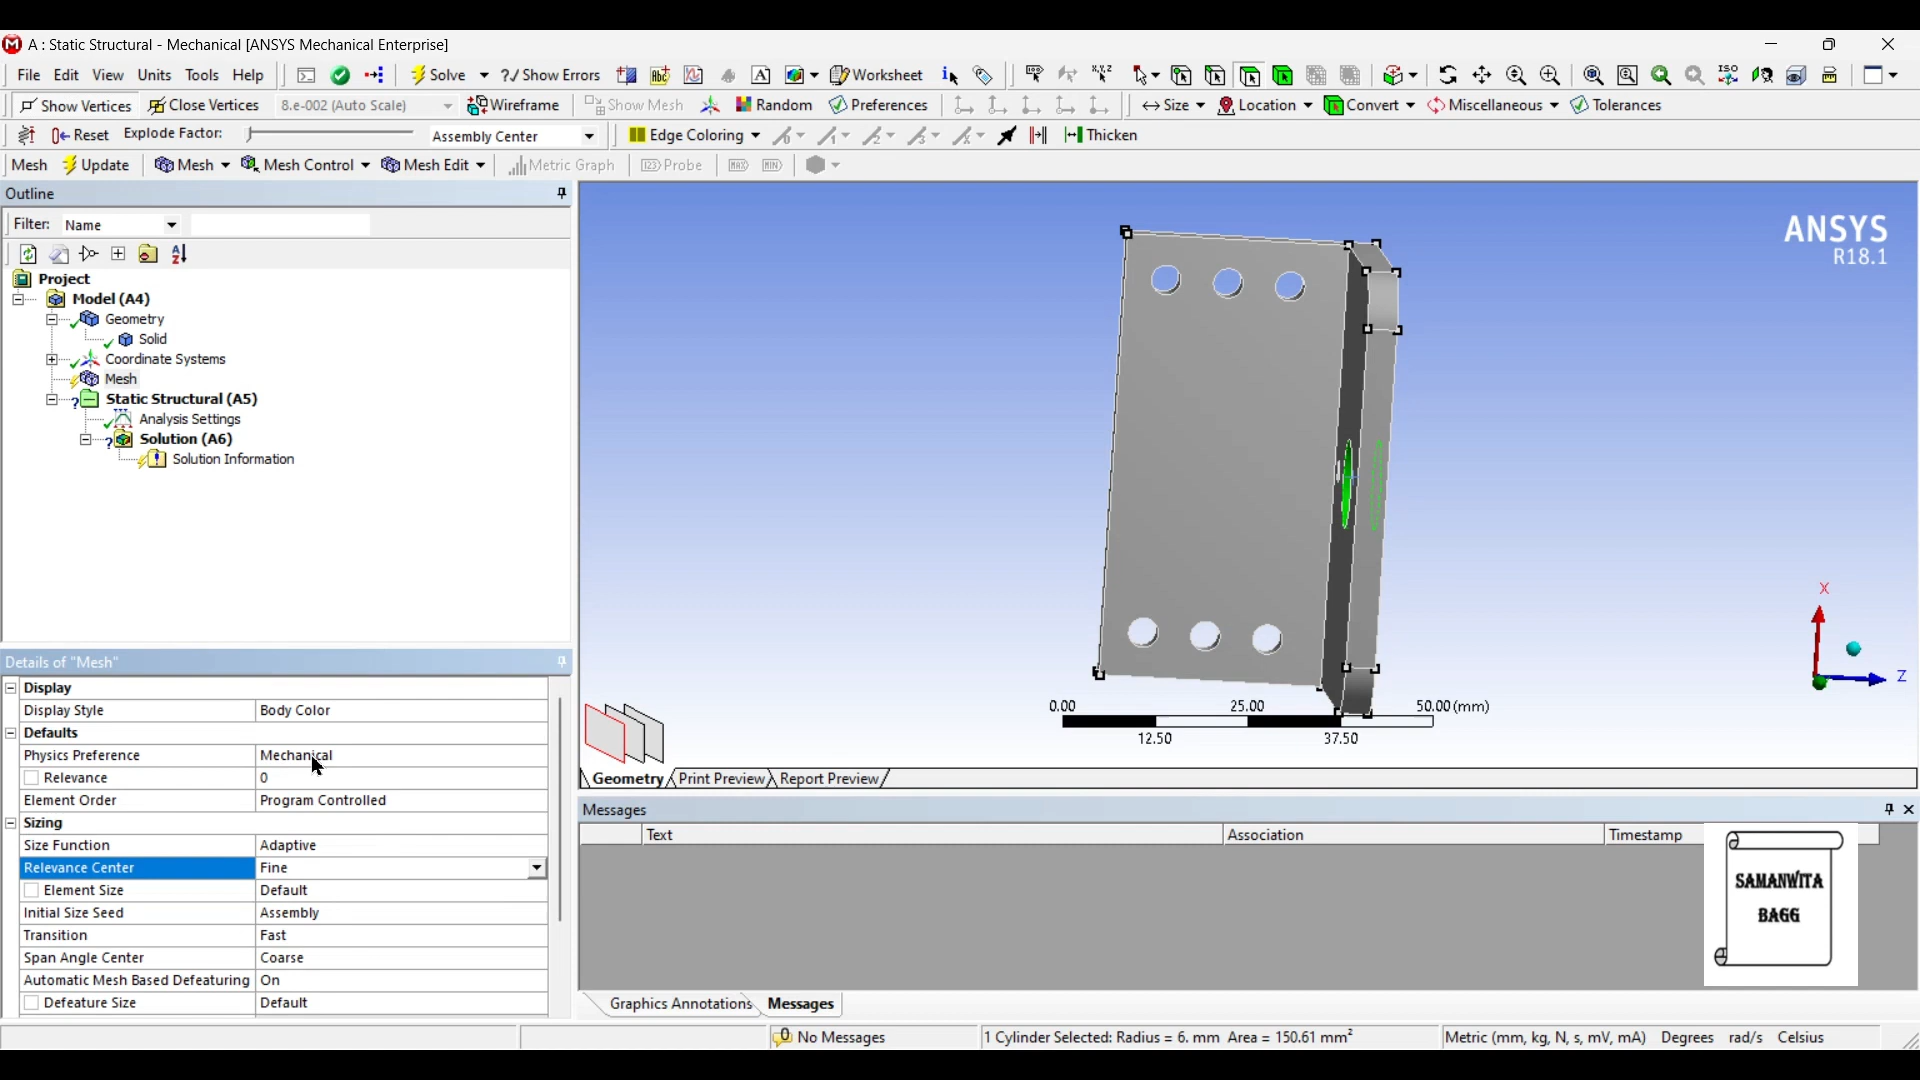 A : Static Structural - Mechanical [ANSYS Mechanical Enterprise]
File Edit View Units Tools Help Solve ?/ Show Errors Worksheet
Show Vertices Close Vertices 8.e-002 (Auto Scale) Wireframe Show Mesh Random Preferences Size Location Convert Miscellaneous Tolerances
Reset Explode Factor: Assembly Center Edge Coloring Thicken
Mesh Update Mesh Mesh Control Mesh Edit Metric Graph Probe MAX MIN
Outline
Filter: Name
Project
Model (A4)
Geometry
Solid
Coordinate Systems
Mesh
Static Structural (A5)
Analysis Settings
Solution (A6)
Solution Information
ANSYS
R18.1
X
Z
0.00 25.00 50.00 (mm)
12.50 37.50
Geometry Print Preview Report Preview
Details of "Mesh"
Display
Display Style Body Color
Defaults
Physics Preference Mechanical
Relevance 0
Element Order Program Controlled
Sizing
Size Function Adaptive
Relevance Center Fine
Element Size Default
Initial Size Seed Assembly
Transition Fast
Span Angle Center Coarse
Automatic Mesh Based Defeaturing On
Defeature Size Default
Messages
Text Association Timestamp
SAMANWITA
BAGG
Graphics Annotations Messages
No Messages 1 Cylinder Selected: Radius = 6. mm Area = 150.61 mm² Metric (mm, kg, N, s, mV, mA) Degrees rad/s Celsius